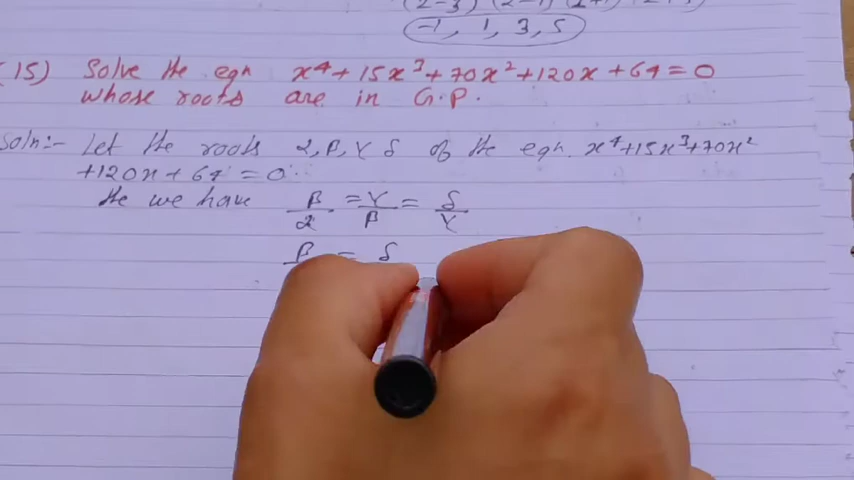 -1, 1, 3, 5
(15) Solve the eqn x⁴+15x³+70x²+120x+64=0
whose roots are in G.P.
Soln:- Let the roots α, β, γ δ of the eqn. x⁴+15x³+70x²
+120x+64=0.
the we have β/α = γ/β = δ/γ
β = δ